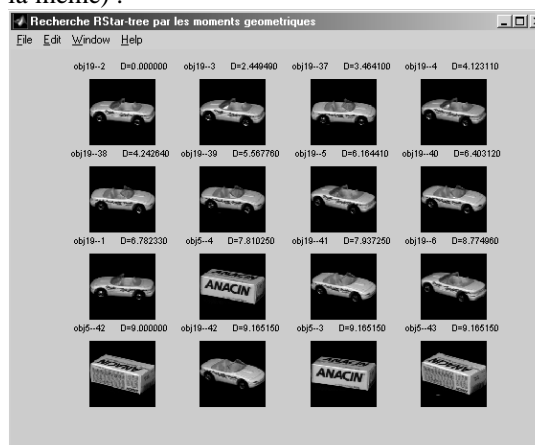 la même) :
Recherche RStar-tree par les moments geometriques
File Edit Window Help
obj19--2 D=0.000000 obj19--3 D=2.449490 obj19--37 D=3.464100 obj19--4 D=4.123110
obj19--38 D=4.242640 obj19--39 D=5.567760 obj19--5 D=6.164410 obj19--40 D=6.403120
obj19--1 D=6.782330 obj5--4 D=7.810250 obj19--41 D=7.937250 obj19--6 D=8.774960
ANACIN
obj5--42 D=9.000000 obj19--42 D=9.165150 obj5--3 D=9.165150 obj5--43 D=9.165150
ANACIN
ANACIN
ANACIN